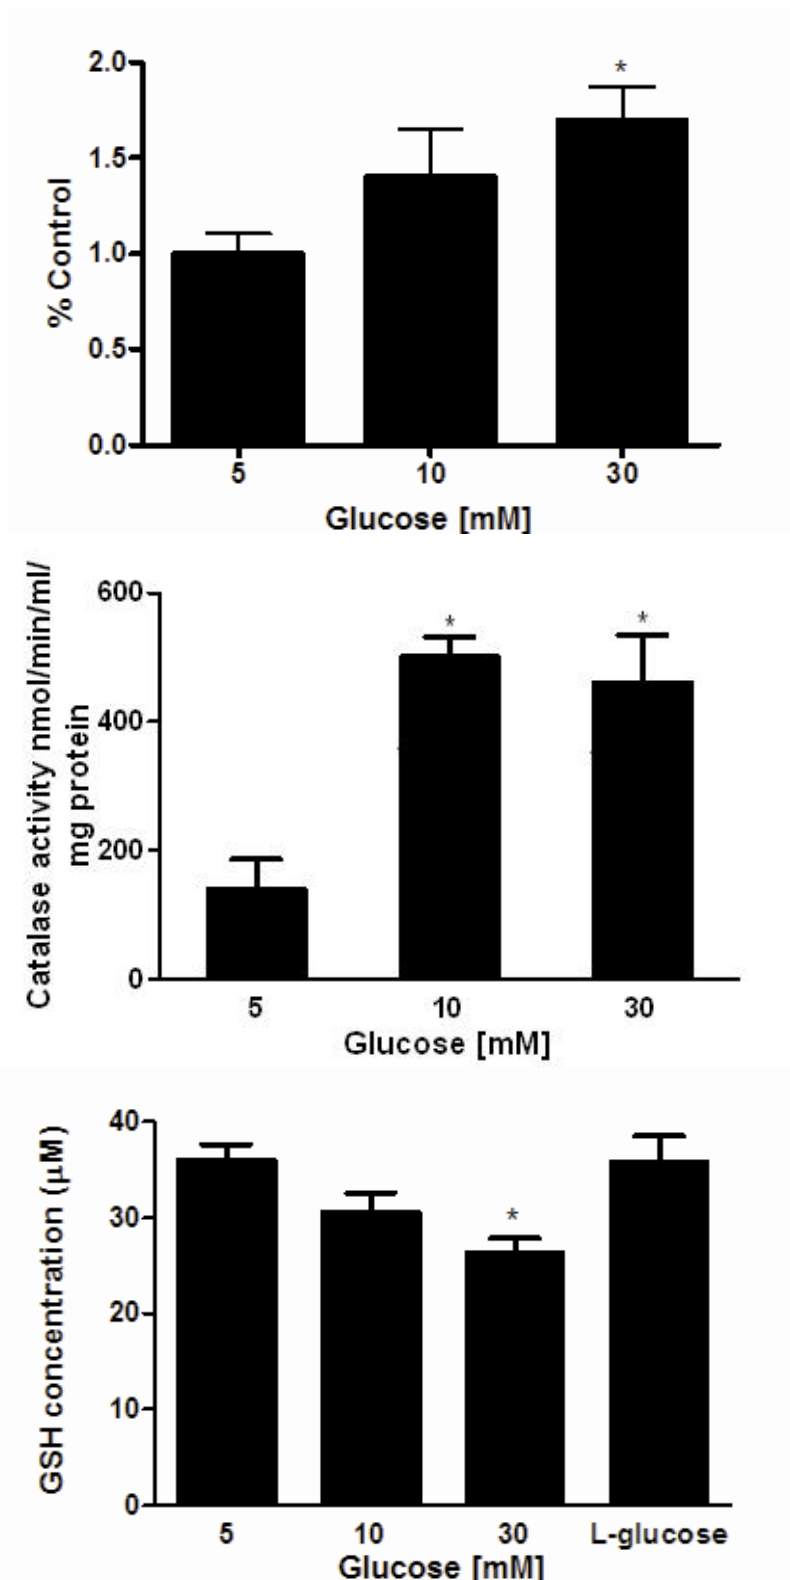 2.0
*
1.5
% Control
1.0
0.5
0.0
5 10 30
Glucose [mM]
600
* *
Catalase activity nmol/min/ml/
mg protein
400
200
0
5 10 30
Glucose [mM]
40
GSH concentration (µM)
30
*
20
10
0
5 10 30 L-glucose
Glucose [mM]